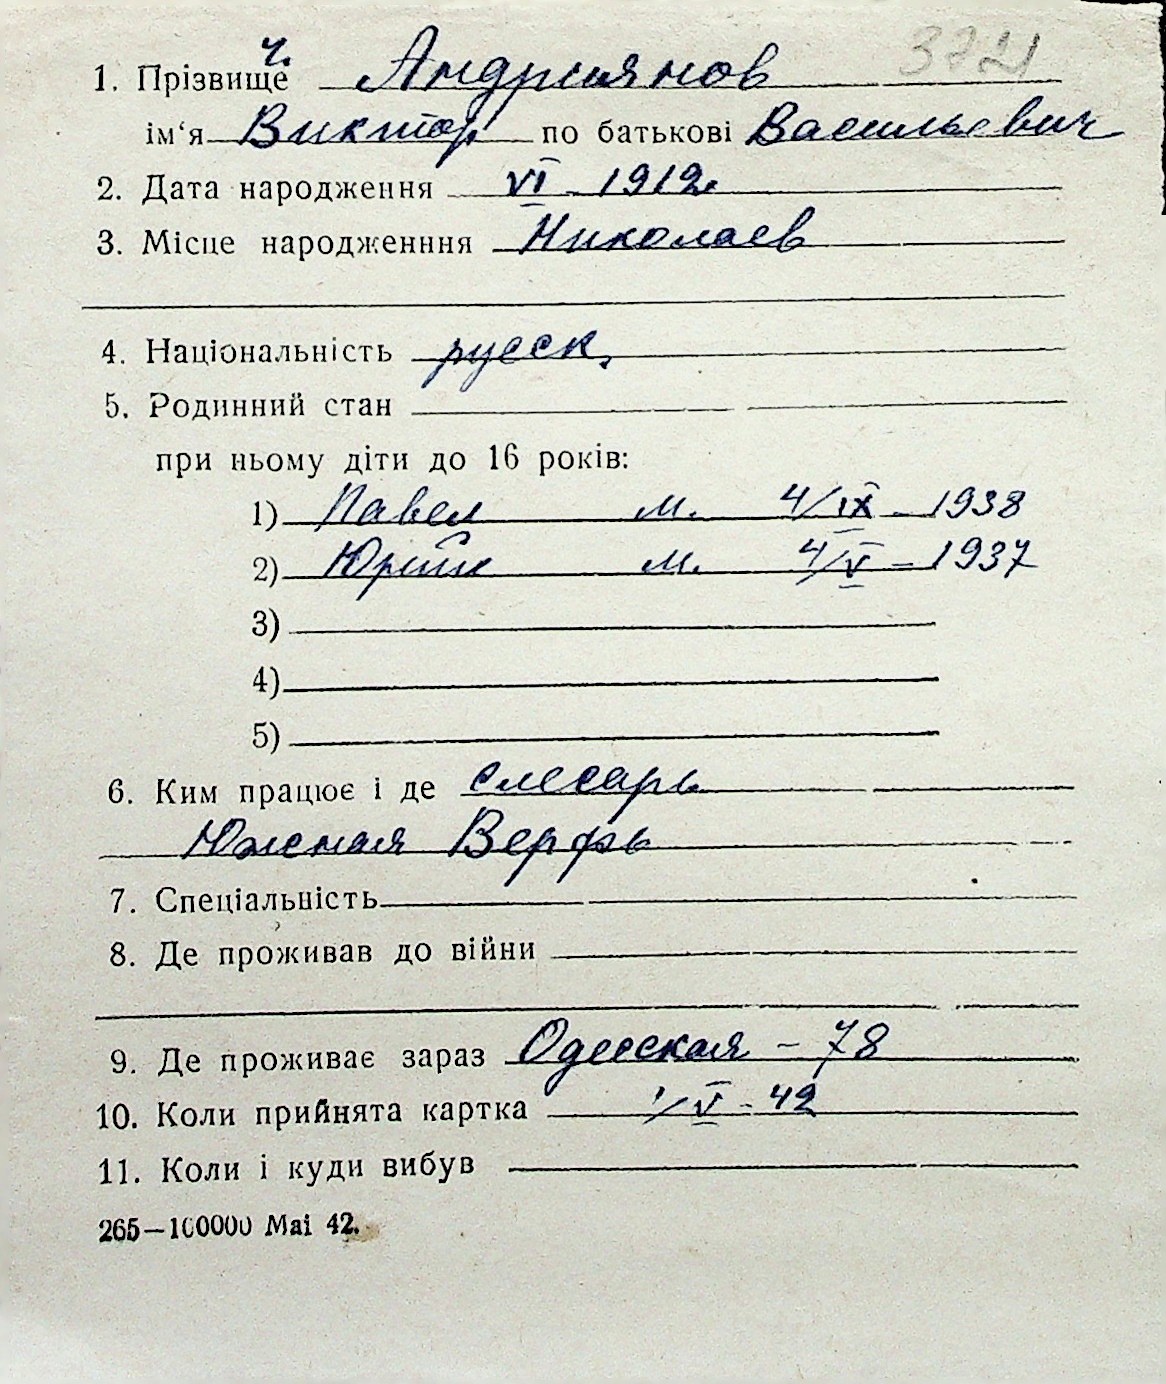 ч.
3721
1. Прізвище Андриянов
ім'я Виктор по батькові Васильевич
2. Дата народження VI - 1912
3. Місце народженння Николаев
4. Національність русск.
5. Родинний стан
при ньому діти до 16 років:
1) Павел м. 4/IX - 1938
2) Юрий м. 4/V - 1937
3)
4)
5)
6. Ким працює і де слесарь
Южная Верфь
7. Спеціальність
8. Де проживав до війни
9. Де проживає зараз Одесская - 78
10. Коли прийнята картка 1/V - 42
11. Коли і куди вибув
265—100000 Mai 42.